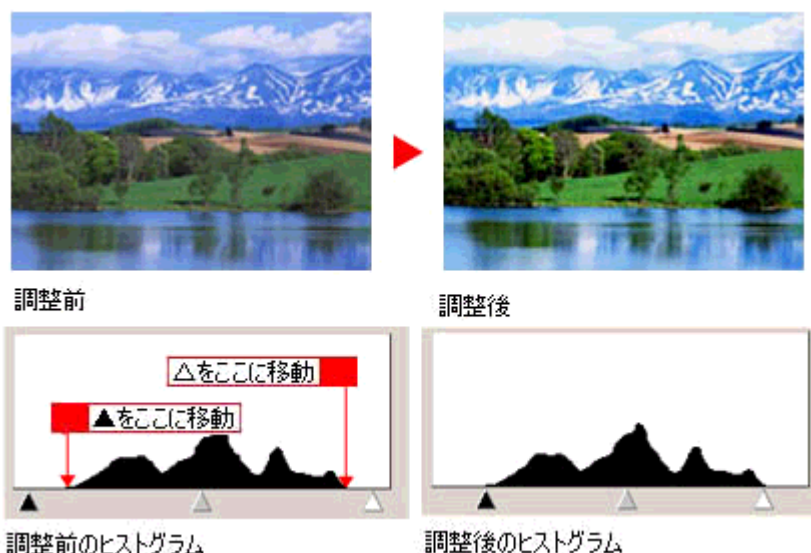 調整前
調整後
△をここに移動
▲をここに移動
調整前のヒストグラム
調整後のヒストグラム